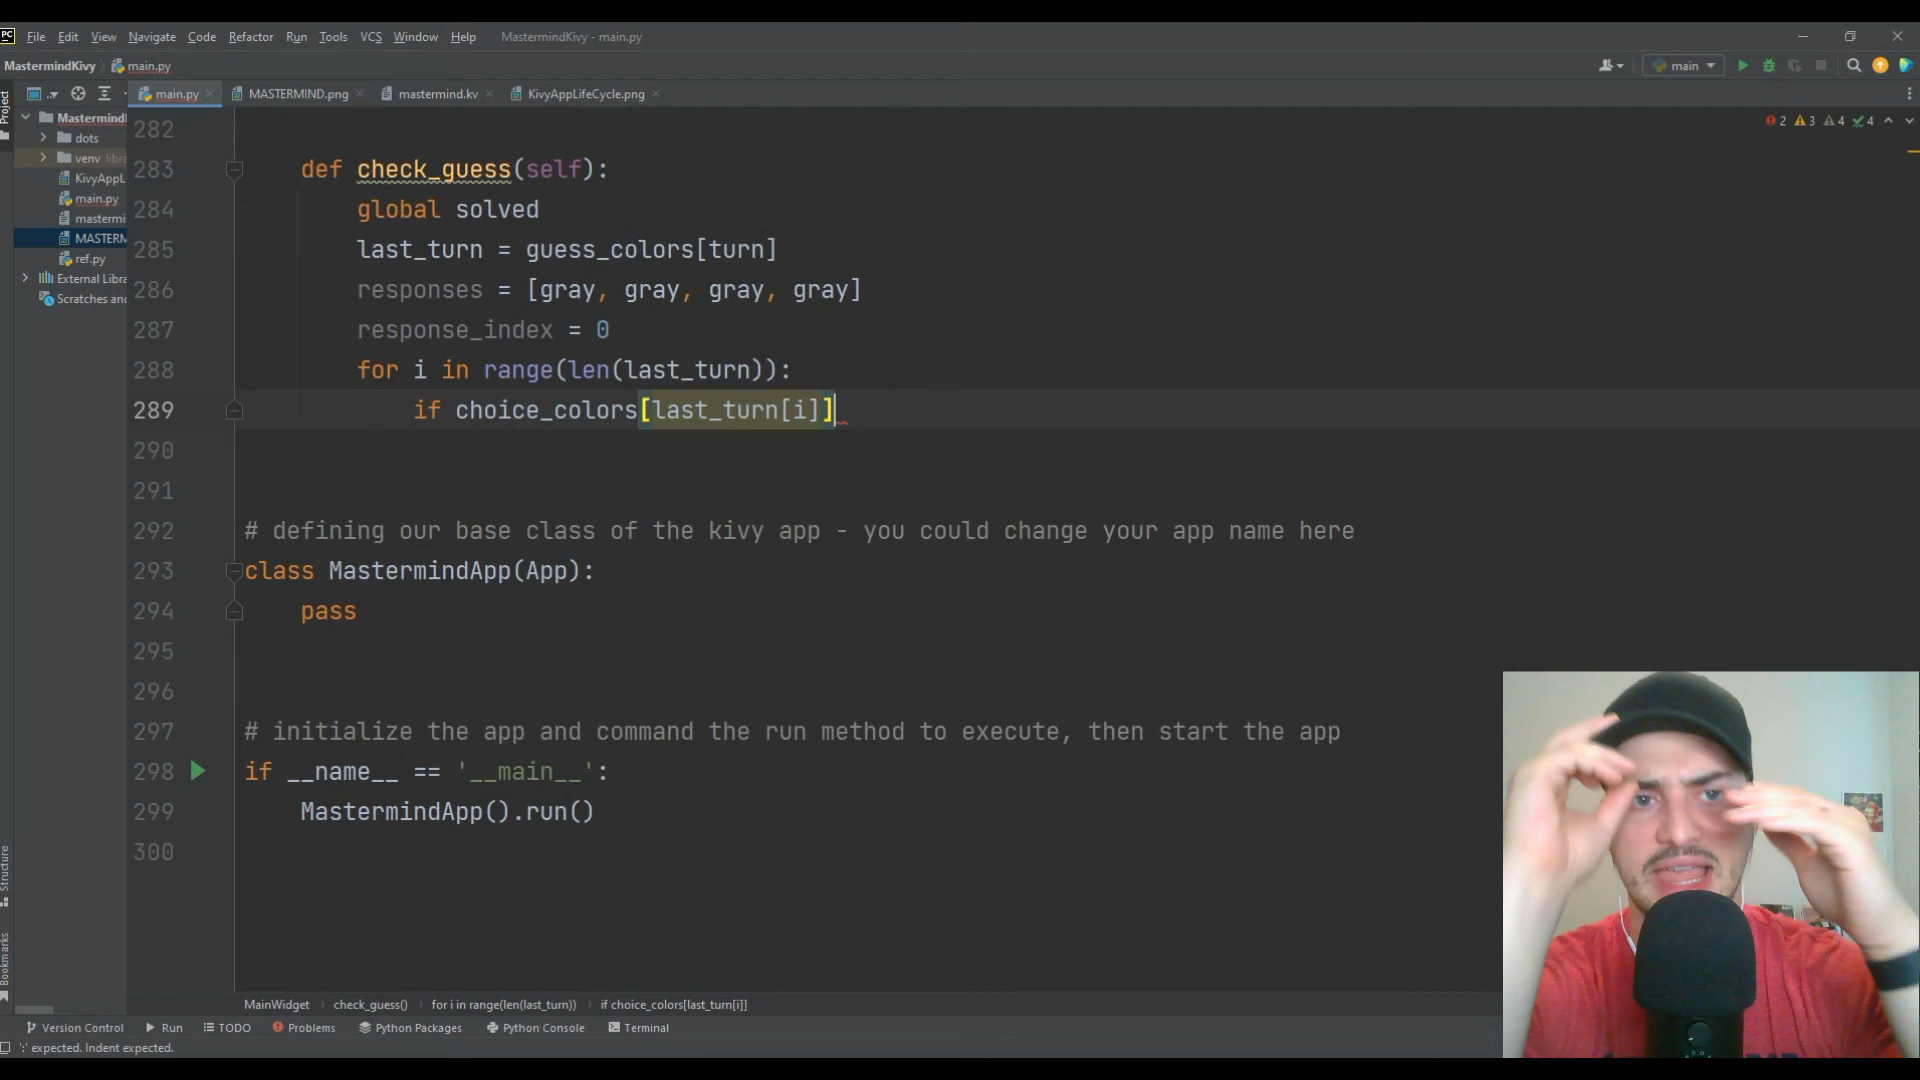 PC File Edit View Navigate Code Refactor Run Tools VCS Window Help MastermindKivy - main.py
MastermindKivy main.py main
main.py MASTERMIND.png mastermind.kv KivyAppLifeCycle.png
Project
Mastermind
dots
venv libra
KivyAppL
main.py
mastermi
MASTERM
ref.py
External Libra
Scratches and
2 3 4 4
282
283 def check_guess(self):
284 global solved
285 last_turn = guess_colors[turn]
286 responses = [gray, gray, gray, gray]
287 response_index = 0
288 for i in range(len(last_turn)):
289 if choice_colors[last_turn[i]]
290
291
292 # defining our base class of the kivy app - you could change your app name here
293 class MastermindApp(App):
294 pass
295
296
297 # initialize the app and command the run method to execute, then start the app
298 if __name__ == '__main__':
299 MastermindApp().run()
300
Structure
Bookmarks
MainWidget check_guess() for i in range(len(last_turn)) if choice_colors[last_turn[i]]
Version Control Run TODO Problems Python Packages Python Console Terminal
':' expected. Indent expected.